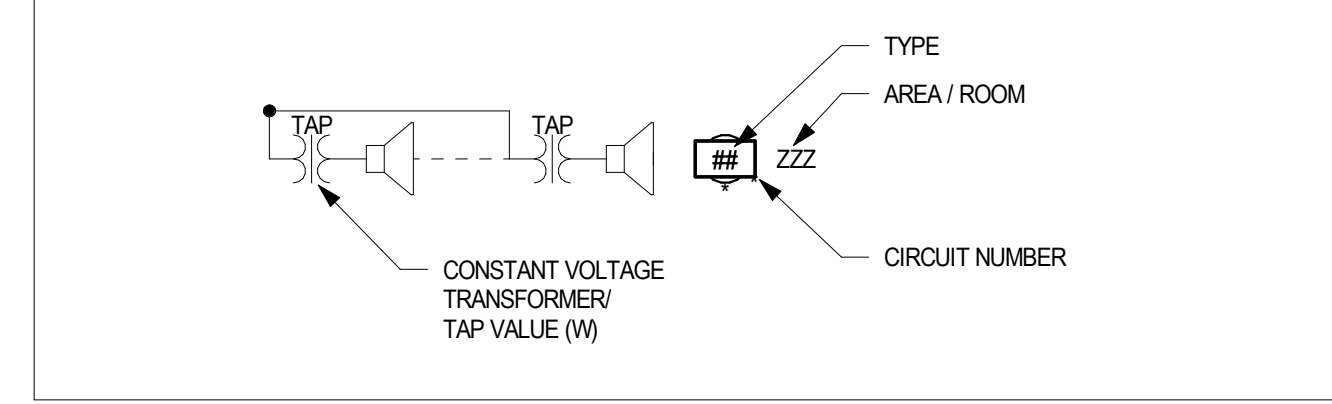 TYPE
AREA / ROOM
TAP
TAP
##
ZZZ
*
*
CIRCUIT NUMBER
CONSTANT VOLTAGE
TRANSFORMER/
TAP VALUE (W)